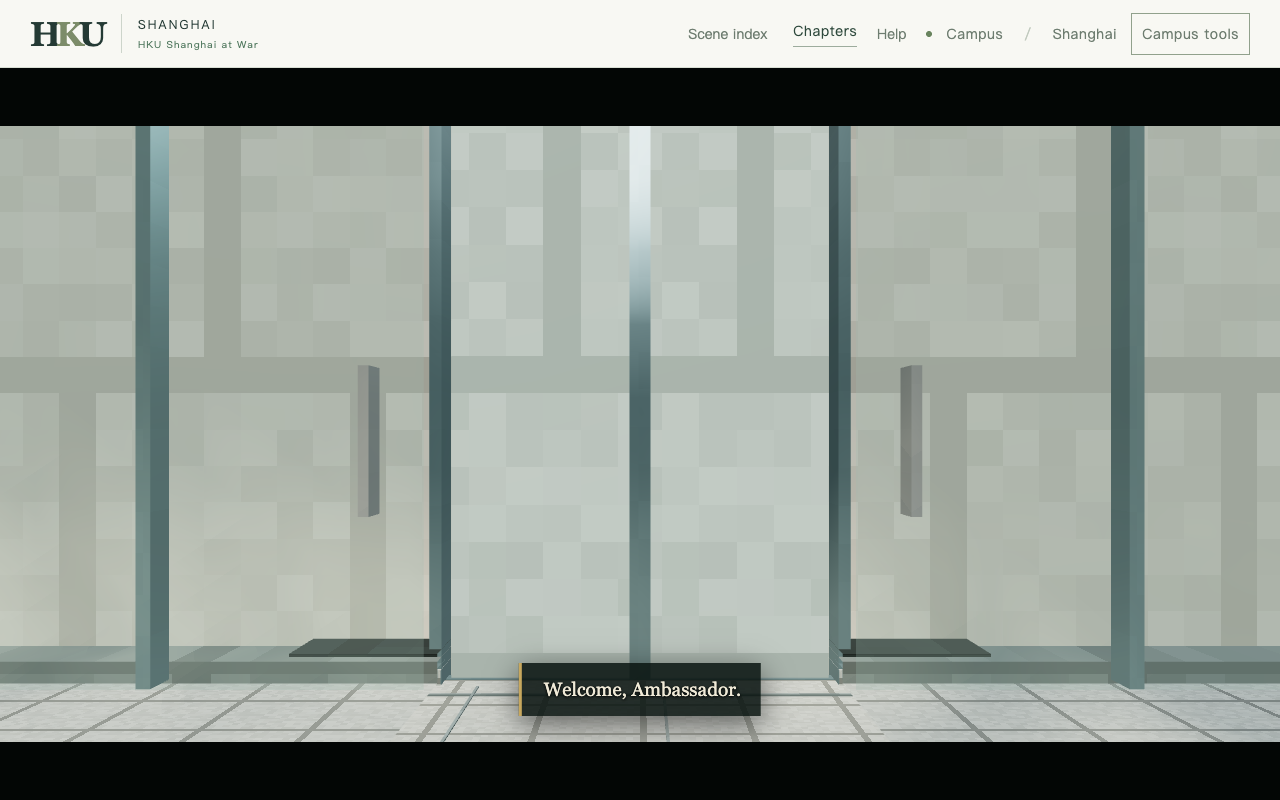 HKU
SHANGHAI
HKU Shanghai at War
Scene index
Chapters
Help
Campus
/
Shanghai
Campus tools
Welcome, Ambassador.